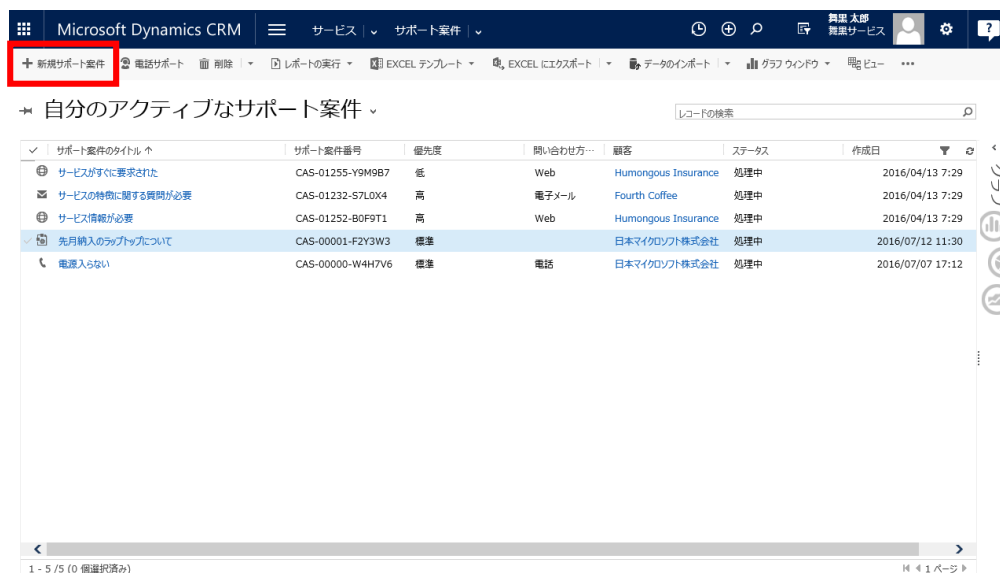 Microsoft Dynamics CRM サービス サポート案件 舞黒 太郎
舞黒サービス
新規サポート案件 電話サポート 削除 レポートの実行 EXCEL テンプレート EXCEL にエクスポート データのインポート グラフ ウィンドウ ビュー
自分のアクティブなサポート案件
レコードの検索
サポート案件のタイトル ↑ サポート案件番号 優先度 問い合わせ方… 顧客 ステータス 作成日
サービスがすぐに要求された CAS-01255-Y9M9B7 低 Web Humongous Insurance 処理中 2016/04/13 7:29
サービスの特徴に関する質問が必要 CAS-01232-S7L0X4 高 電子メール Fourth Coffee 処理中 2016/04/13 7:29
サービス情報が必要 CAS-01252-B0F9T1 高 Web Humongous Insurance 処理中 2016/04/13 7:29
先月納入のラップトップについて CAS-00001-F2Y3W3 標準 日本マイクロソフト株式会社 処理中 2016/07/12 11:30
電源入らない CAS-00000-W4H7V6 標準 電話 日本マイクロソフト株式会社 処理中 2016/07/07 17:12
1 - 5 /5 (0 個選択済み) 1 ページ